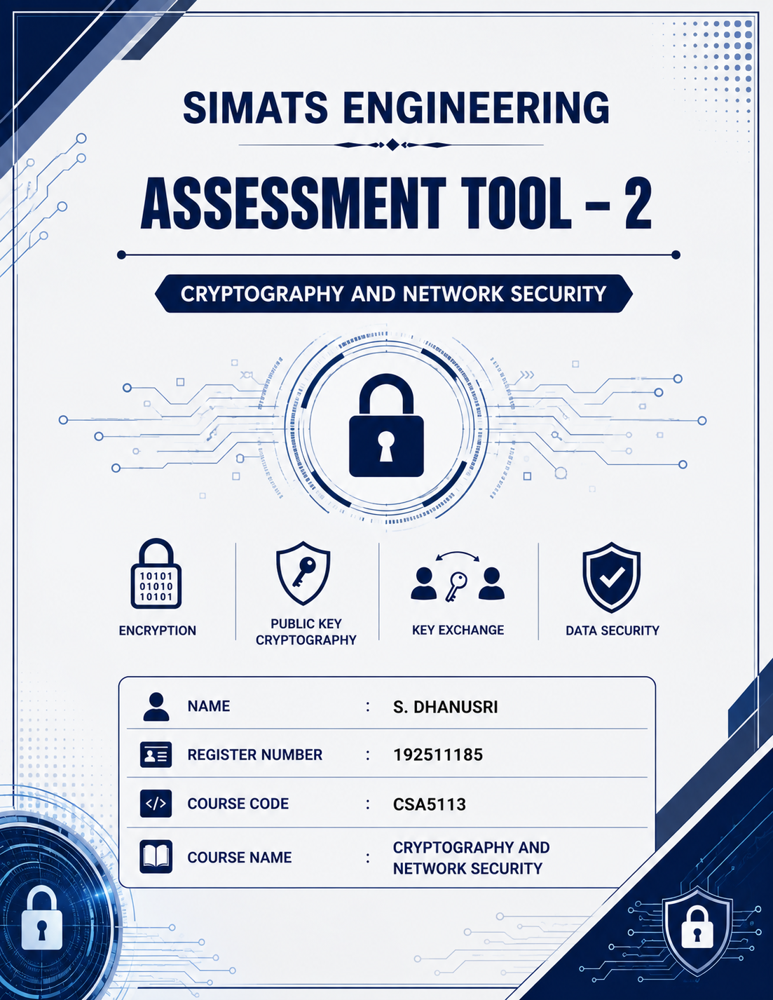 SIMATS ENGINEERING
ASSESSMENT TOOL – 2
CRYPTOGRAPHY AND NETWORK SECURITY
10101
01010
10101
ENCRYPTION
PUBLIC KEY
CRYPTOGRAPHY
KEY EXCHANGE
DATA SECURITY
NAME : S. DHANUSRI
REGISTER NUMBER : 192511185
</> COURSE CODE : CSA5113
COURSE NAME : CRYPTOGRAPHY AND
NETWORK SECURITY